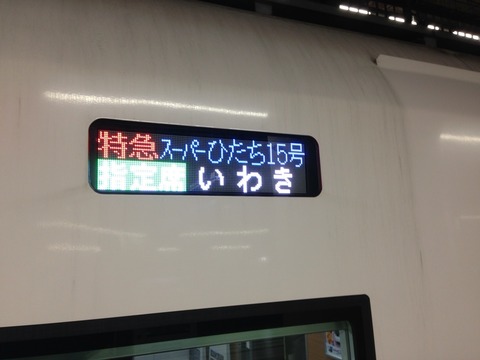 特急スーパーひたち15号
指定席 いわき